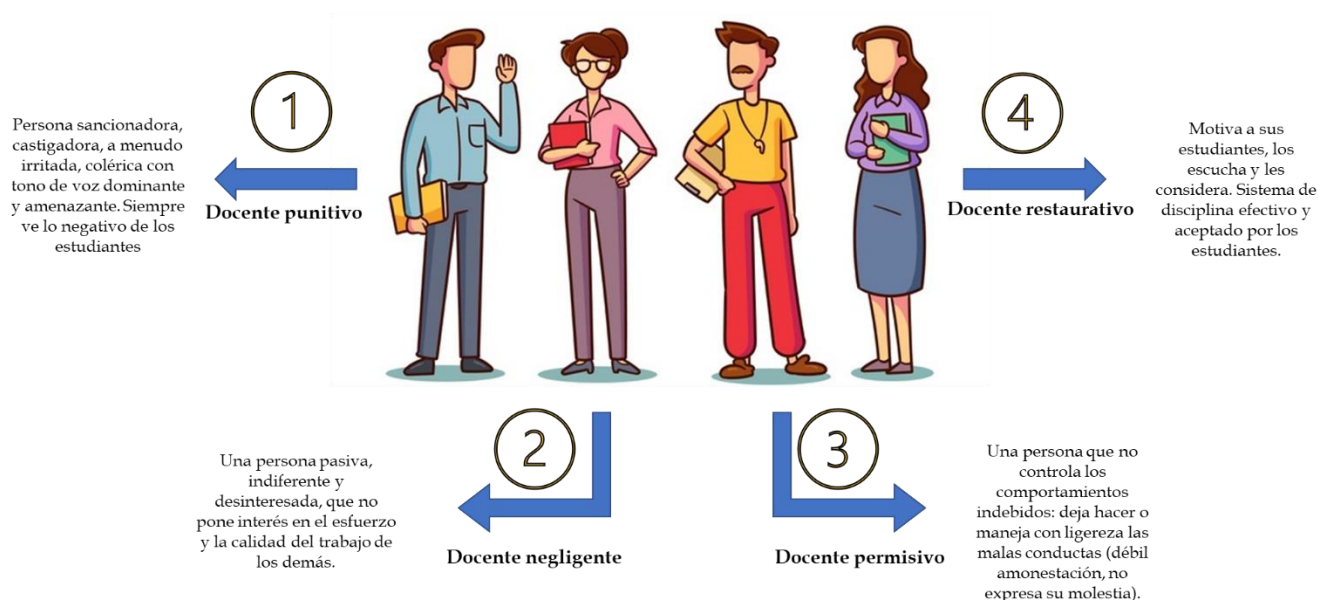 1
Persona sancionadora,
castigadora, a menudo
irritada, colérica con
tono de voz dominante
y amenazante. Siempre
ve lo negativo de los
estudiantes
Docente punitivo
4
Docente restaurativo
Motiva a sus
estudiantes, los
escucha y les
considera. Sistema de
disciplina efectivo y
aceptado por los
estudiantes.
2
Una persona pasiva,
indiferente y
desinteresada, que no
pone interés en el esfuerzo
y la calidad del trabajo de
los demás.
Docente negligente
3
Docente permisivo
Una persona que no
controla los
comportamientos
indebidos: deja hacer o
maneja con ligereza las
malas conductas (débil
amonestación, no
expresa su molestia).